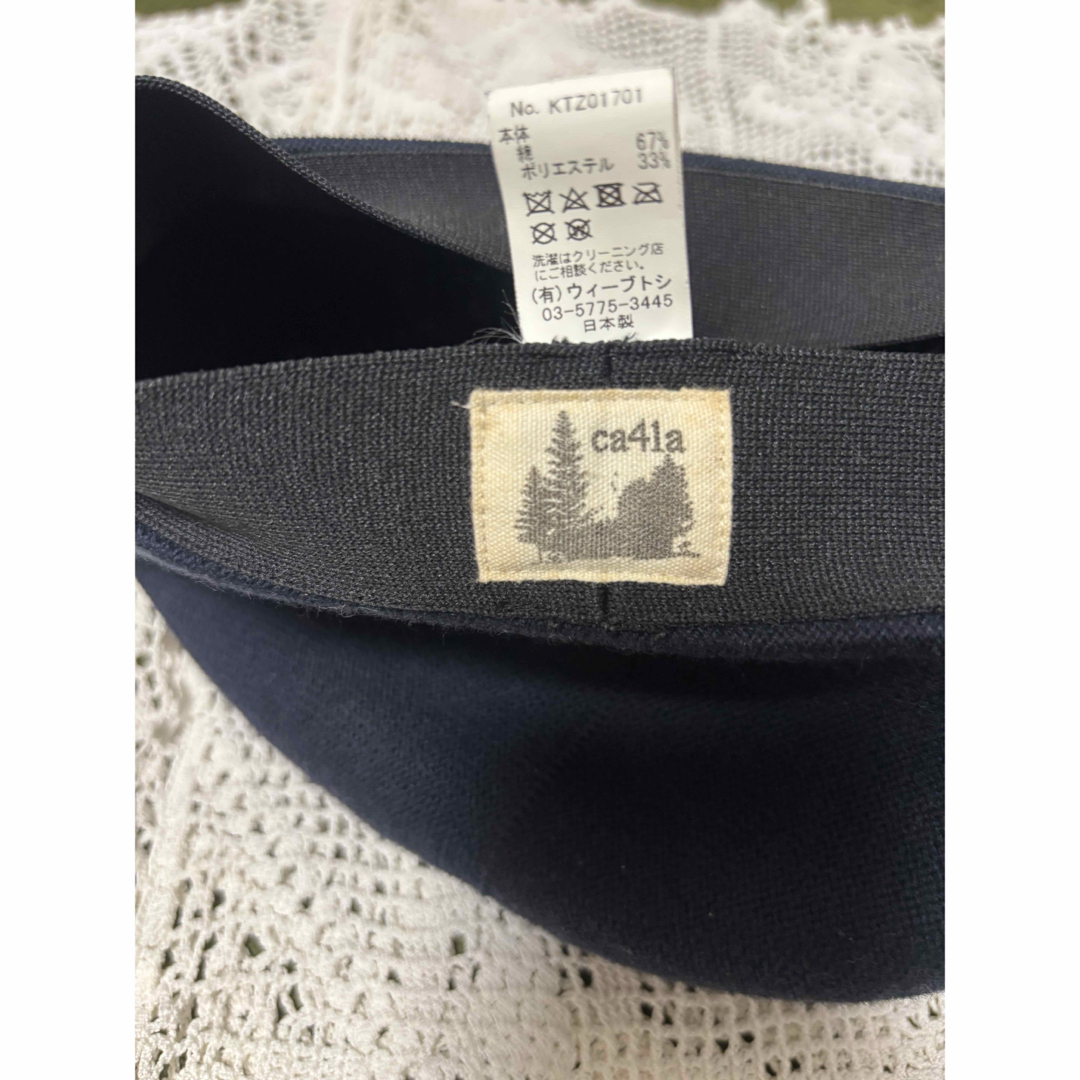 No. KTZ01701
本体
綿 67%
ポリエステル 33%
洗濯はクリーニング店
にご相談ください。
(有)ウィーブトシ
03-5775-3445
日本製
ca4la